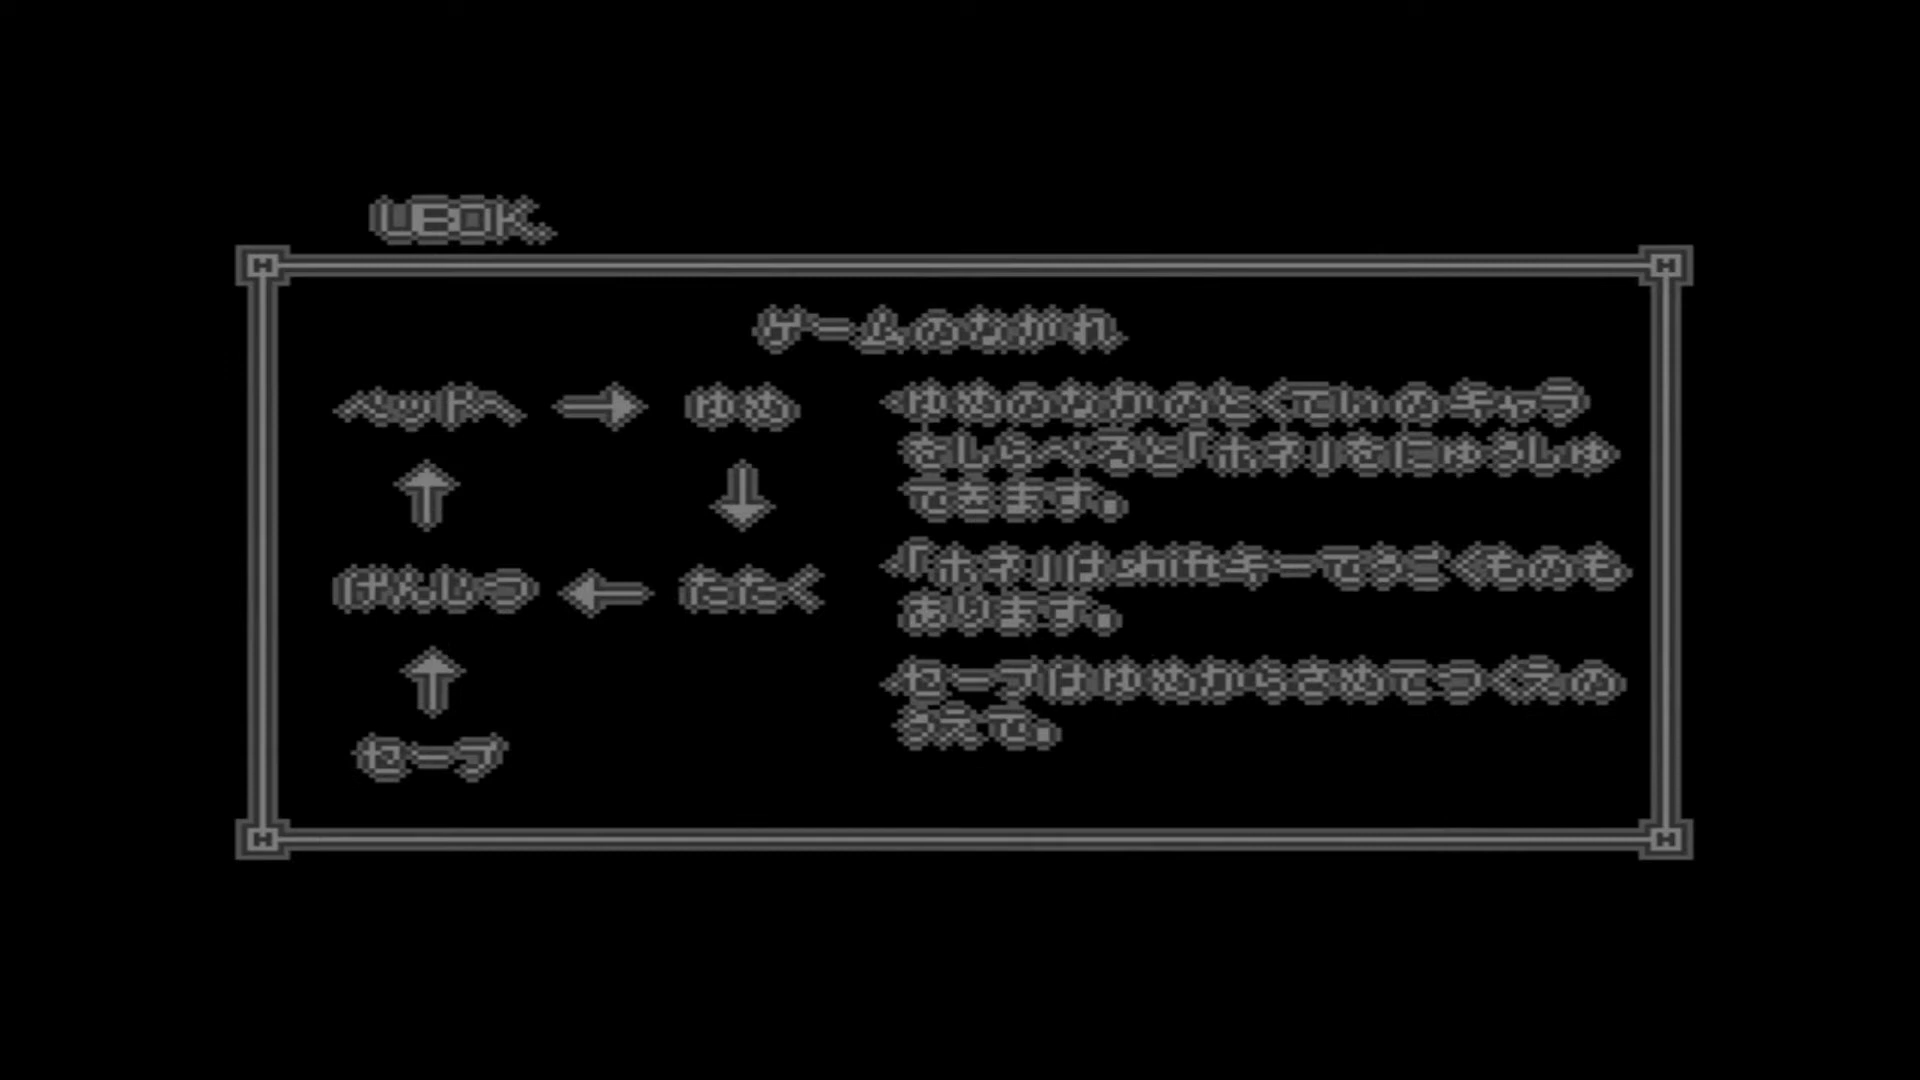 ゲームのながれ
ベッドへ → ゆめ
↑ ↓
げんじつ ← たたく
↑
セーブ
ゆめのなかのとくていのキャラ
をしらべると「ホネ」をにゅうしゅ
できます。
「ホネ」はshiftキーでうごくものも
あります。
セーブはゆめからさめてつくえの
うえで。